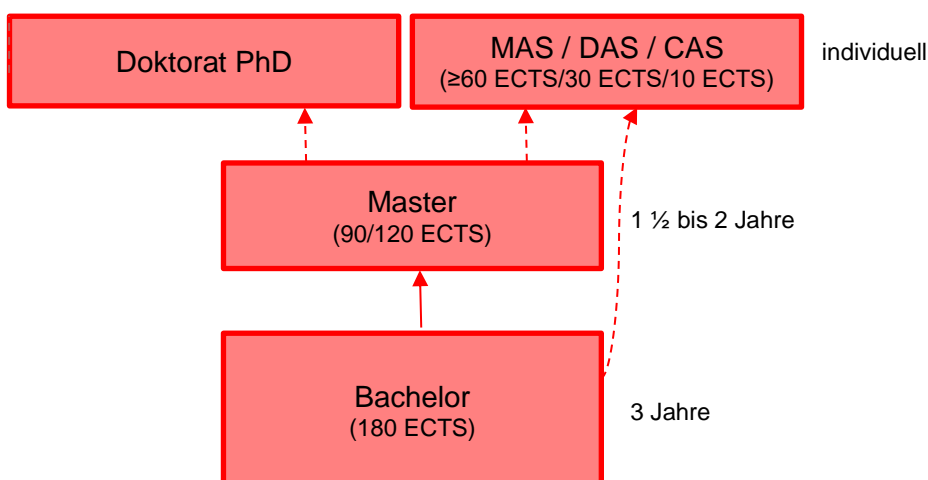 Doktorat PhD
MAS / DAS / CAS
(≥60 ECTS/30 ECTS/10 ECTS)
individuell
Master
(90/120 ECTS)
1 ½ bis 2 Jahre
Bachelor
(180 ECTS)
3 Jahre